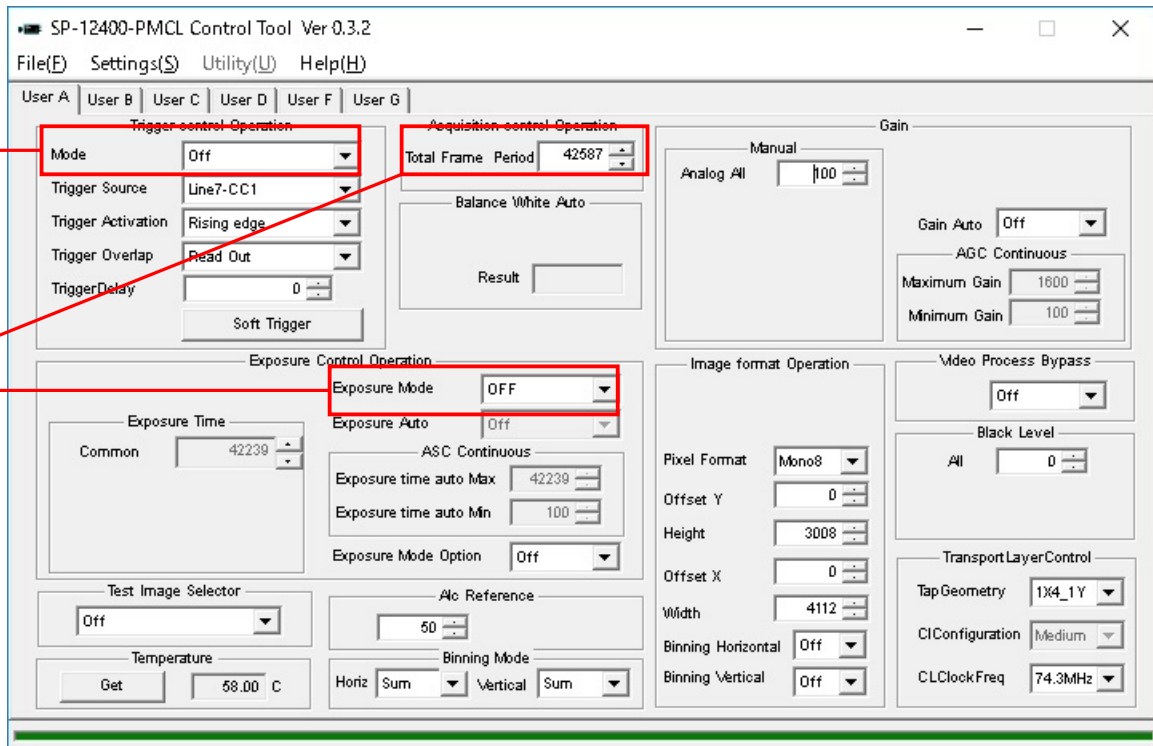 SP-12400-PMCL Control Tool Ver 0.3.2
File(F) Settings(S) Utility(U) Help(H)
User A User B User C User D User F User G
Trigger control Operation
Mode Off
Trigger Source Line7-CC1
Trigger Activation Rising edge
Trigger Overlap Read Out
TriggerDelay 0
Soft Trigger
Acquisition control Operation
Total Frame Period 42587
Balance White Auto
Result
Gain
Manual
Analog All 100
Gain Auto Off
AGC Continuous
Maximum Gain 1600
Minimum Gain 100
Exposure Control Operation
Exposure Mode OFF
Exposure Time
Common 42239
Exposure Auto Off
ASC Continuous
Exposure time auto Max 42239
Exposure time auto Min 100
Exposure Mode Option Off
Image format Operation
Pixel Format Mono8
Offset Y 0
Height 3008
Offset X 0
Width 4112
Binning Horizontal Off
Binning Vertical Off
Video Process Bypass
Off
Black Level
All 0
TransportLayerControl
TapGeometry 1X4_1Y
ClConfiguration Medium
CLClockFreq 74.3MHz
Test Image Selector
Off
Alc Reference
50
Temperature
Get 58.00 C
Binning Mode
Horiz Sum Vertical Sum